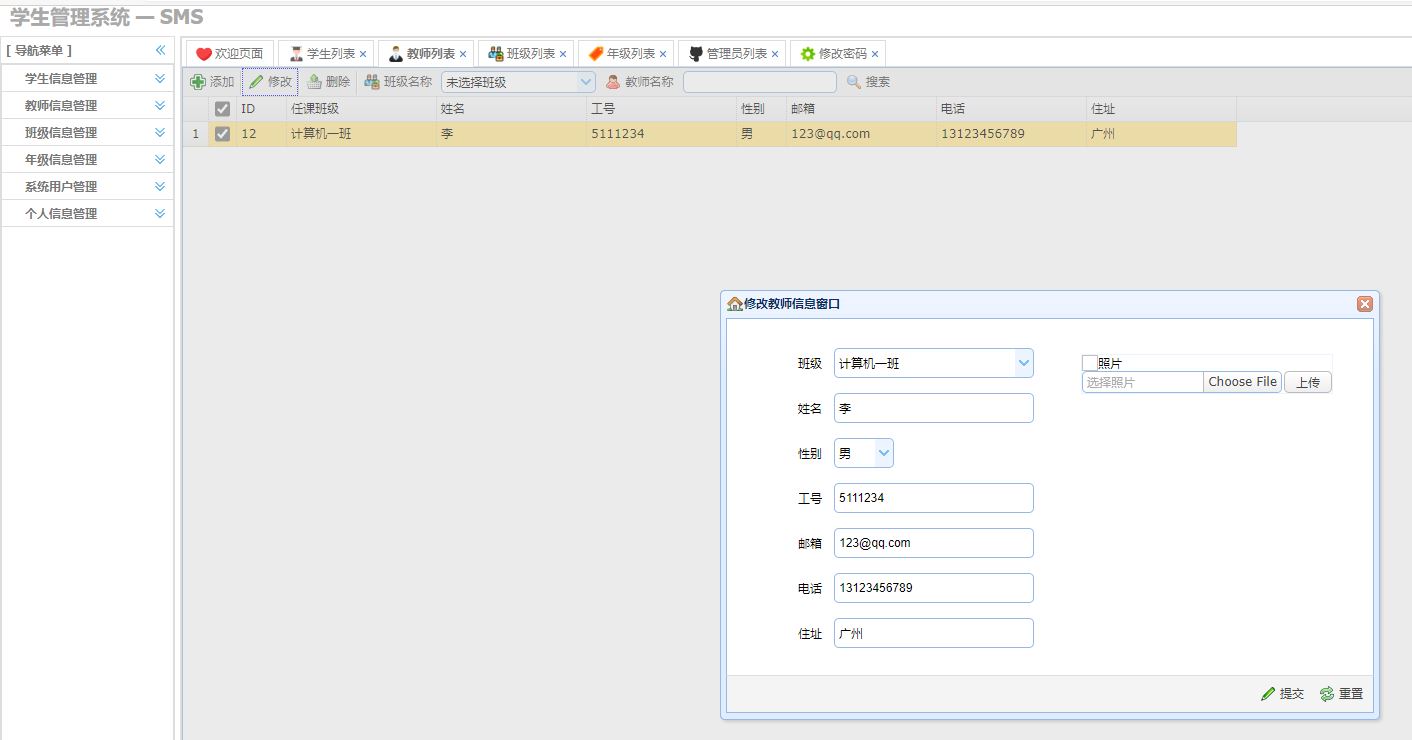 学生管理系统 — SMS
[ 导航菜单 ]
学生信息管理
教师信息管理
班级信息管理
年级信息管理
系统用户管理
个人信息管理
欢迎页面 学生列表 教师列表 班级列表 年级列表 管理员列表 修改密码
添加 修改 删除 班级名称 未选择班级 教师名称 搜索
ID 任课班级 姓名 工号 性别 邮箱 电话 住址
1 12 计算机一班 李 5111234 男 123@qq.com 13123456789 广州
修改教师信息窗口
班级 计算机一班 照片
选择照片 Choose File 上传
姓名 李
性别 男
工号 5111234
邮箱 123@qq.com
电话 13123456789
住址 广州
提交 重置